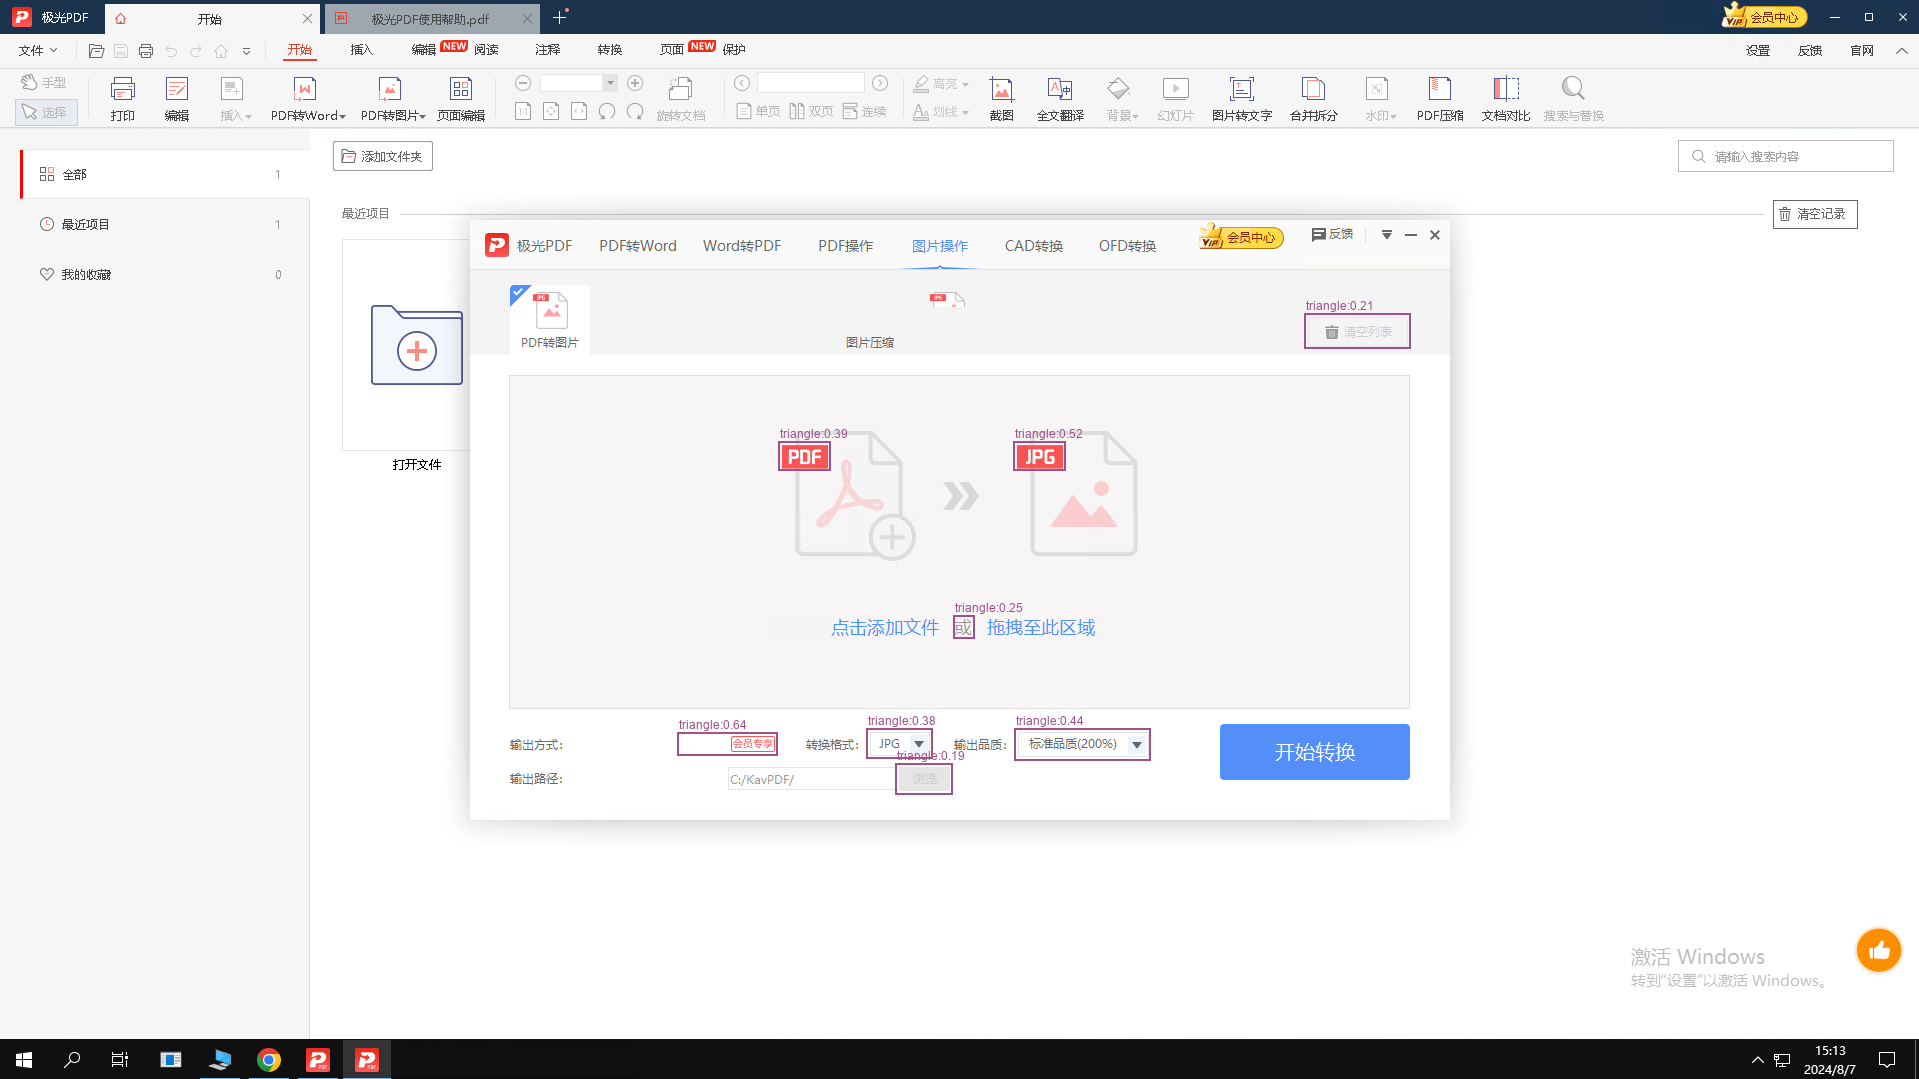 极光PDF 开始 极光PDF使用帮助.pdf 会员中心
文件 开始 插入 编辑 NEW 阅读 注释 转换 页面 NEW 保护 设置 反馈 官网
手型
选择
打印 编辑 插入 PDF转Word PDF转图片 页面编辑 旋转文档
单页 双页 连续
高亮
划线
截图 全文翻译 背景 幻灯片 图片转文字 合并拆分 水印 PDF压缩 文档对比 搜索与替换
全部 1
最近项目 1
我的收藏 0
添加文件夹
请输入搜索内容
最近项目
清空记录
打开文件
极光PDF PDF转Word Word转PDF PDF操作 图片操作 CAD转换 OFD转换 VIP 会员中心 反馈
JPG
PDF转图片
JPG
图片压缩
triangle:0.21
清空列表
triangle:0.39
PDF
triangle:0.52
JPG
triangle:0.25
点击添加文件 或 拖拽至此区域
triangle:0.64
triangle:0.38
triangle:0.44
输出方式: 会员专享 转换格式: JPG 输出品质: 标准品质(200%)
triangle:0.19
输出路径: C:/KavPDF/ 浏览
开始转换
激活 Windows
转到"设置"以激活 Windows。
15:13
2024/8/7